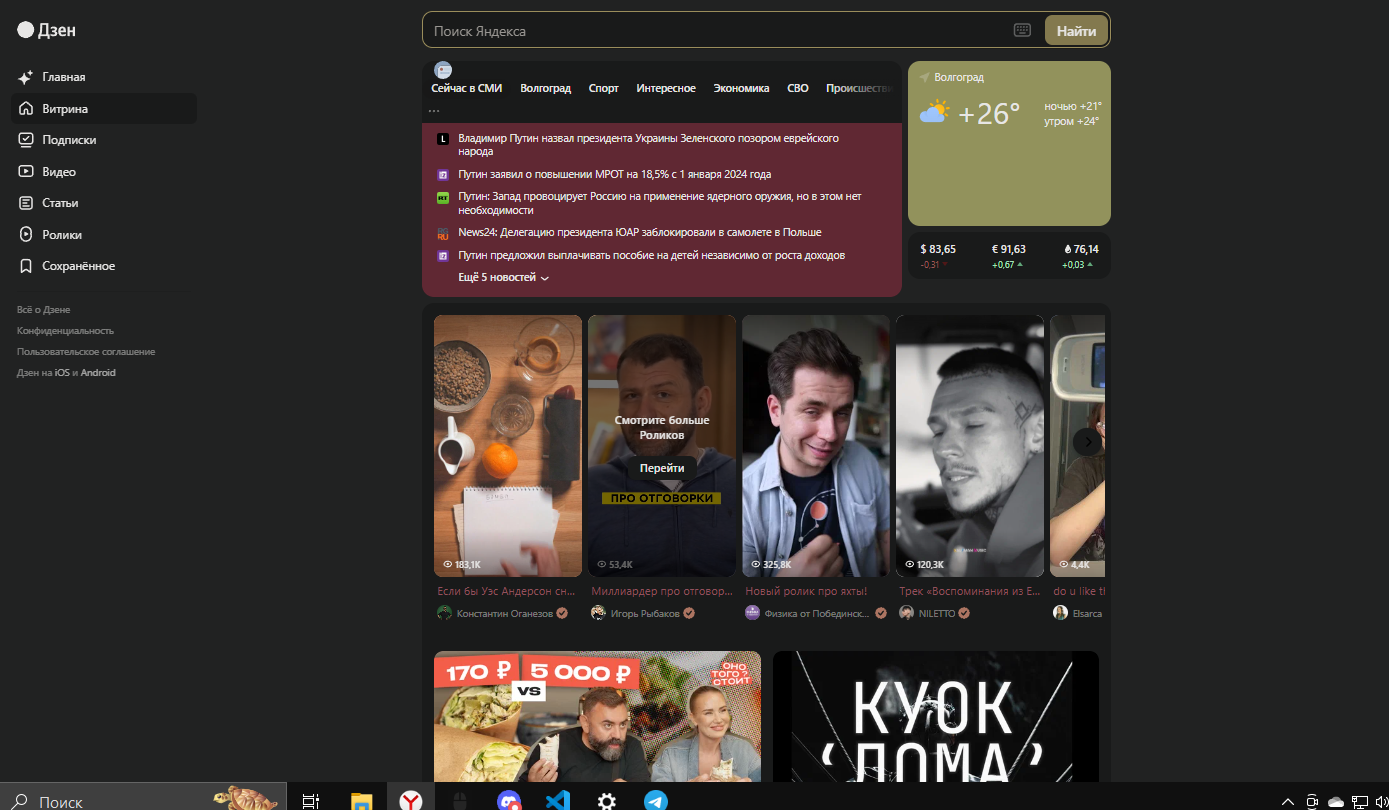 Дзен
Поиск Яндекса
Найти
Главная
Витрина
Подписки
Видео
Статьи
Ролики
Сохранённое
Всё о Дзене
Конфиденциальность
Пользовательское соглашение
Дзен на iOS и Android
Сейчас в СМИ Волгоград Спорт Интересное Экономика СВО Происшеств
...
Владимир Путин назвал президента Украины Зеленского позором еврейского
народа
Путин заявил о повышении МРОТ на 18,5% с 1 января 2024 года
Путин: Запад провоцирует Россию на применение ядерного оружия, но в этом нет
необходимости
News24: Делегацию президента ЮАР заблокировали в самолете в Польше
Путин предложил выплачивать пособие на детей независимо от роста доходов
Ещё 5 новостей
Волгоград
+26°
ночью +21°
утром +24°
$ 83,65 € 91,63 76,14
-0,31 +0,67 +0,03
Смотрите больше
Роликов
Перейти
ПРО ОТГОВОРКИ
183,1K 53,4K 325,8K 120,3K 4,4K
Если бы Уэс Андерсон сн... Миллиардер про отговор... Новый ролик про яхты! Трек «Воспоминания из Е... do u like th
Константин Оганезов Игорь Рыбаков Физика от Побединск... NILETTO Elsarca
170 ₽ VS 5 000 ₽
ОНО
ТОГО?
СТОИТ
КУОК
‘ДОМА’
Поиск